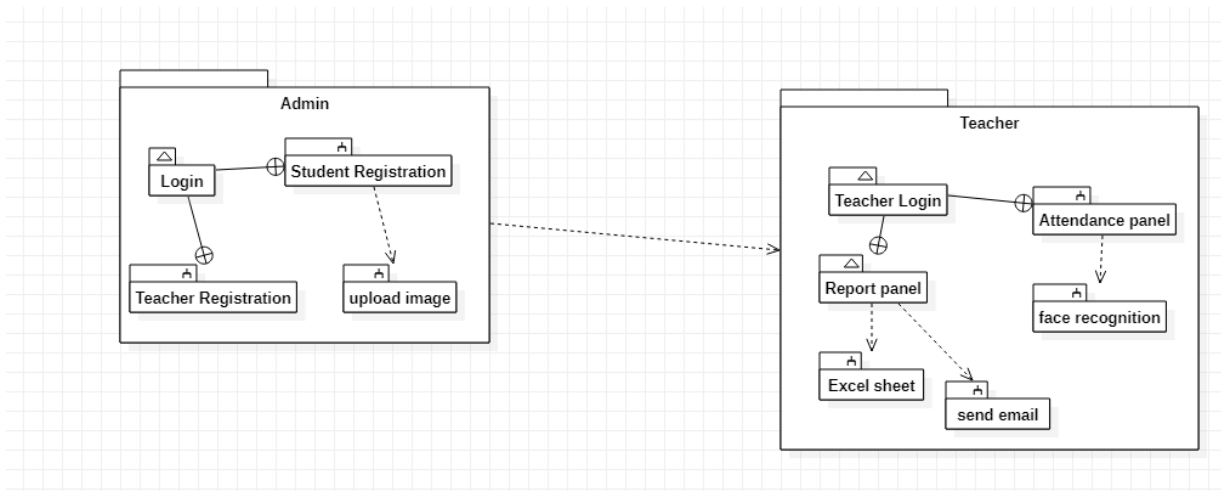 Admin
Login
Student Registration
Teacher Registration
upload image
Teacher
Teacher Login
Attendance panel
Report panel
face recognition
Excel sheet
send email